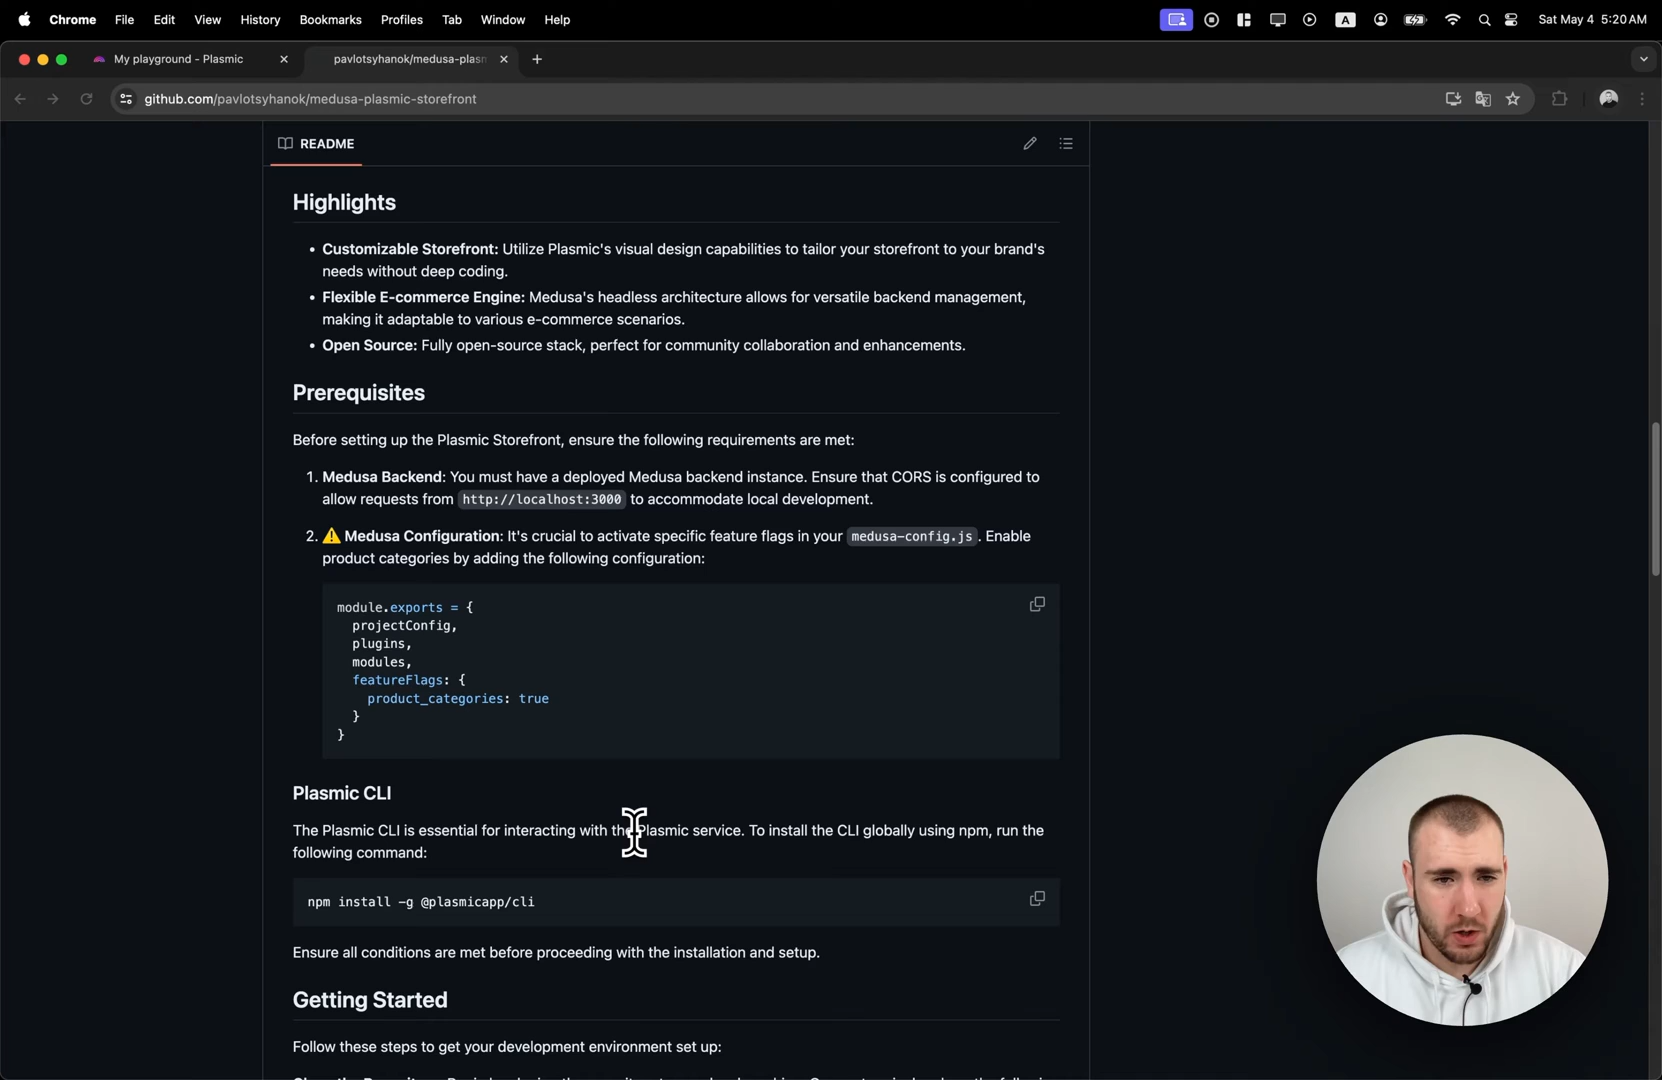 Chrome File Edit View History Bookmarks Profiles Tab Window Help A Sat May 4 5:20 AM
My playground - Plasmic pavlotsyhanok/medusa-plasm
github.com/pavlotsyhanok/medusa-plasmic-storefront
README
Highlights
• Customizable Storefront: Utilize Plasmic's visual design capabilities to tailor your storefront to your brand's
needs without deep coding.
• Flexible E-commerce Engine: Medusa's headless architecture allows for versatile backend management,
making it adaptable to various e-commerce scenarios.
• Open Source: Fully open-source stack, perfect for community collaboration and enhancements.
Prerequisites
Before setting up the Plasmic Storefront, ensure the following requirements are met:
1. Medusa Backend: You must have a deployed Medusa backend instance. Ensure that CORS is configured to
allow requests from http://localhost:3000 to accommodate local development.
2. ⚠️ Medusa Configuration: It's crucial to activate specific feature flags in your medusa-config.js. Enable
product categories by adding the following configuration:
module.exports = {
projectConfig,
plugins,
modules,
featureFlags: {
product_categories: true
}
}
Plasmic CLI
The Plasmic CLI is essential for interacting with the Plasmic service. To install the CLI globally using npm, run the
following command:
npm install -g @plasmicapp/cli
Ensure all conditions are met before proceeding with the installation and setup.
Getting Started
Follow these steps to get your development environment set up: